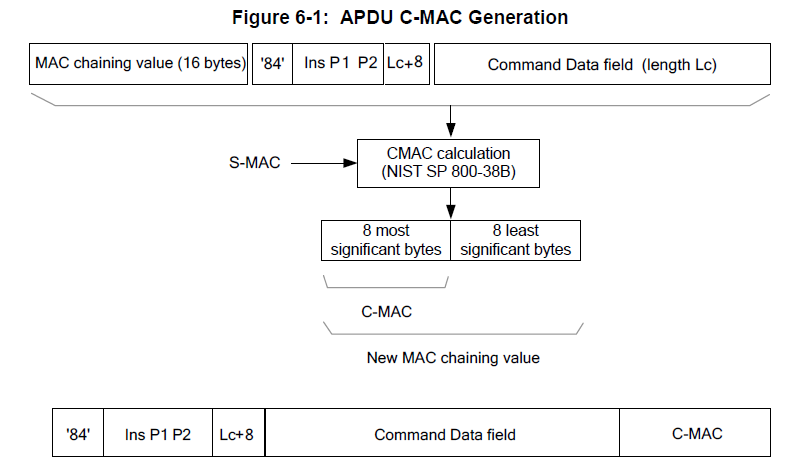 Figure 6-1: APDU C-MAC Generation
MAC chaining value (16 bytes) '84' Ins P1 P2 Lc+8 Command Data field (length Lc)
CMAC calculation
(NIST SP 800-38B)
S-MAC
8 most
significant bytes
8 least
significant bytes
C-MAC
New MAC chaining value
'84' Ins P1 P2 Lc+8 Command Data field C-MAC